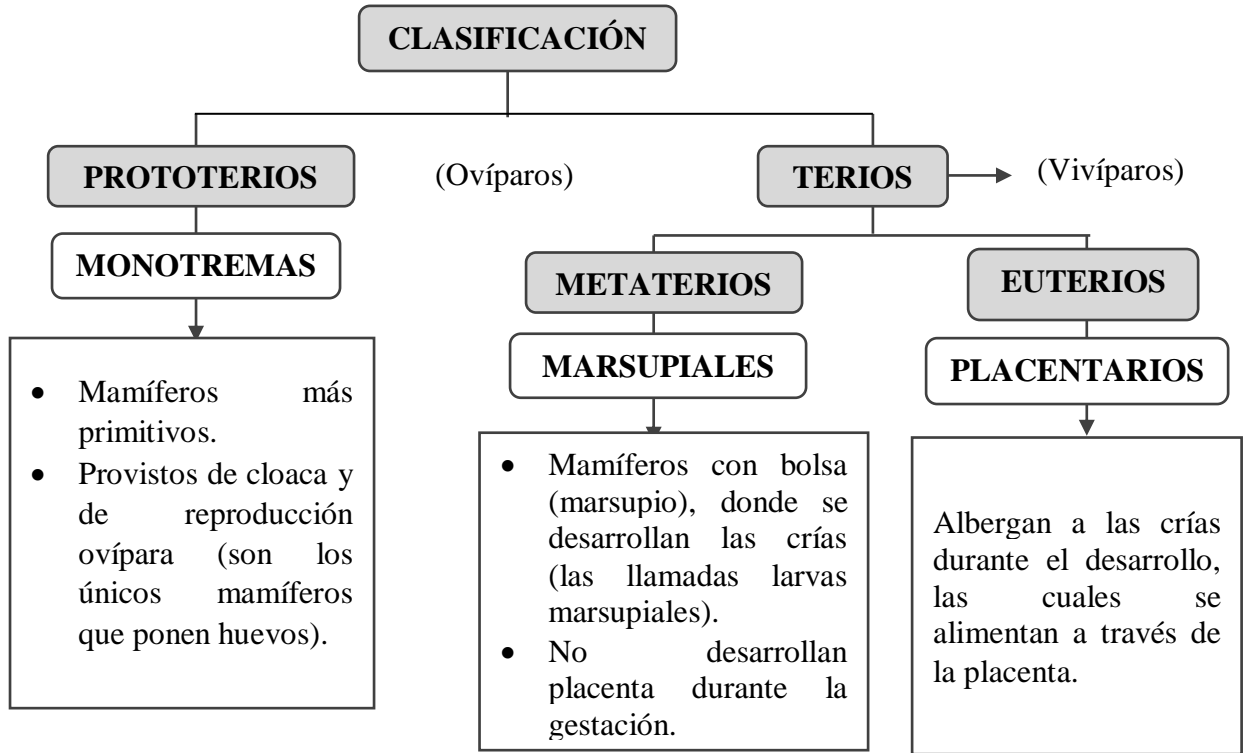 CLASIFICACIÓN
PROTOTERIOS
(Ovíparos)
TERIOS
(Vivíparos)
MONOTREMAS
METATERIOS
EUTERIOS
MARSUPIALES
PLACENTARIOS
• Mamíferos más
primitivos.
• Provistos de cloaca y
de reproducción
ovípara (son los
únicos mamíferos
que ponen huevos).
• Mamíferos con bolsa
(marsupio), donde se
desarrollan las crías
(las llamadas larvas
marsupiales).
• No desarrollan
placenta durante la
gestación.
Albergan a las crías
durante el desarrollo,
las cuales se
alimentan a través de
la placenta.